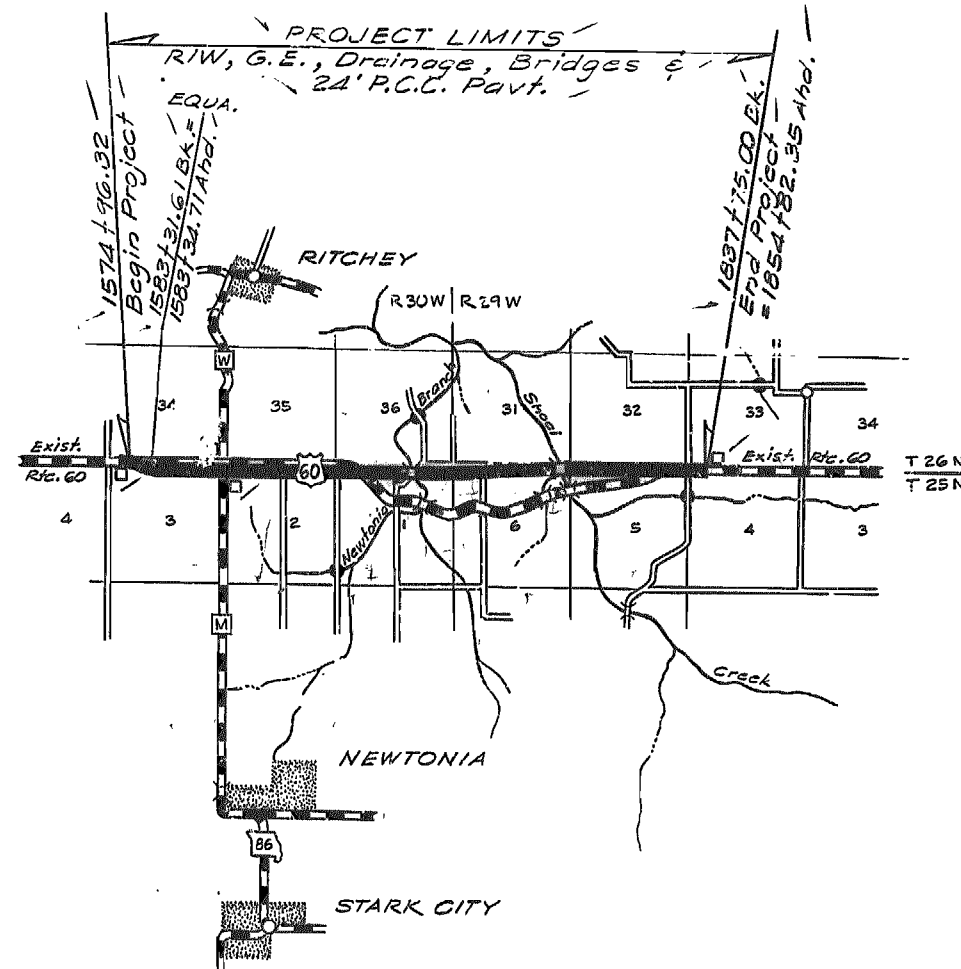 PROJECT LIMITS
R/W, G.E., Drainage, Bridges &
24' P.C.C. Pavt.
1574+96.32
Begin Project
EQUA.
1583+31.61 BK.=
1583+34.71 Ahd.
1837+75.00 BK.
End Project
=1854+82.35 Ahd.
RITCHEY
R30W R29W
W
34
35
36
Branch
31
Shoal
32
33
34
Exist.
Rte. 60
60
Exist. Rte. 60
T 26 N
T 25 N
4
3
2
Newtonia
1
6
5
4
3
M
Creek
NEWTONIA
86
STARK CITY